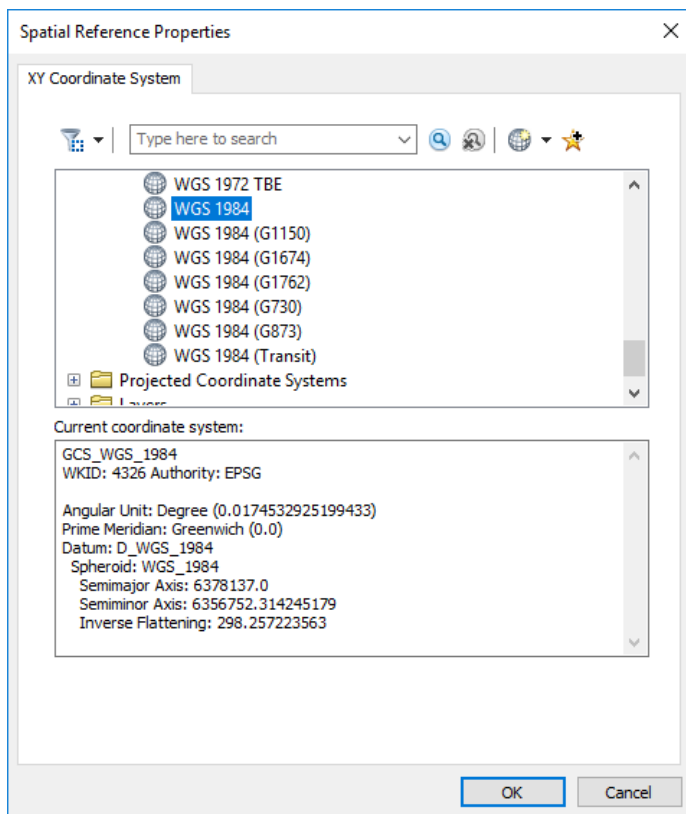 Spatial Reference Properties
XY Coordinate System
Type here to search
WGS 1972 TBE
WGS 1984
WGS 1984 (G1150)
WGS 1984 (G1674)
WGS 1984 (G1762)
WGS 1984 (G730)
WGS 1984 (G873)
WGS 1984 (Transit)
Projected Coordinate Systems
Layers
Current coordinate system:
GCS_WGS_1984
WKID: 4326 Authority: EPSG
Angular Unit: Degree (0.0174532925199433)
Prime Meridian: Greenwich (0.0)
Datum: D_WGS_1984
Spheroid: WGS_1984
Semimajor Axis: 6378137.0
Semiminor Axis: 6356752.314245179
Inverse Flattening: 298.257223563
OK Cancel